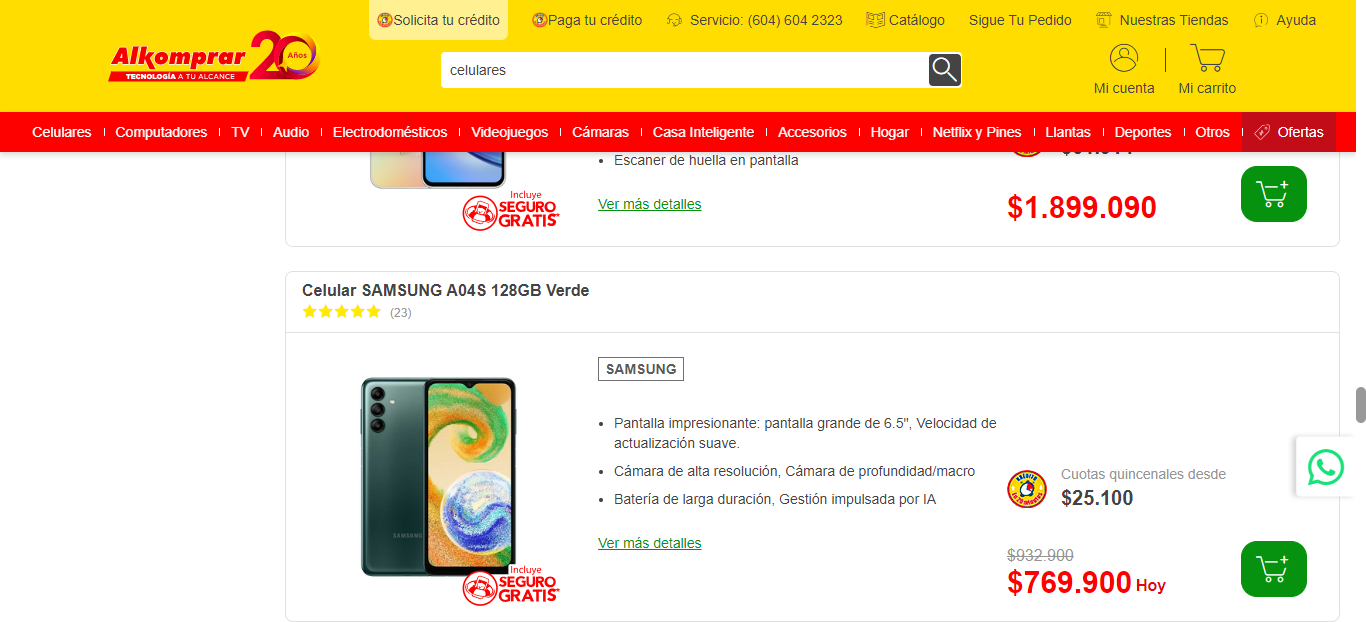 Solicita tu crédito
Paga tu crédito
Servicio: (604) 604 2323
Catálogo
Sigue Tu Pedido
Nuestras Tiendas
Ayuda
Alkomprar 20 Años
TECNOLOGÍA A TU ALCANCE
celulares
Mi cuenta
Mi carrito
Celulares
Computadores
TV
Audio
Electrodomésticos
Videojuegos
Cámaras
Casa Inteligente
Accesorios
Hogar
Netflix y Pines
Llantas
Deportes
Otros
Ofertas
Escaner de huella en pantalla
Incluye
SEGURO
GRATIS*
Ver más detalles
$1.899.090
Celular SAMSUNG A04S 128GB Verde
(23)
SAMSUNG
Pantalla impresionante: pantalla grande de 6.5", Velocidad de
actualización suave.
Cámara de alta resolución, Cámara de profundidad/macro
Batería de larga duración, Gestión impulsada por IA
Ver más detalles
SAMSUNG
Incluye
SEGURO
GRATIS*
Cuotas quincenales desde
$25.100
$932.900
$769.900 Hoy